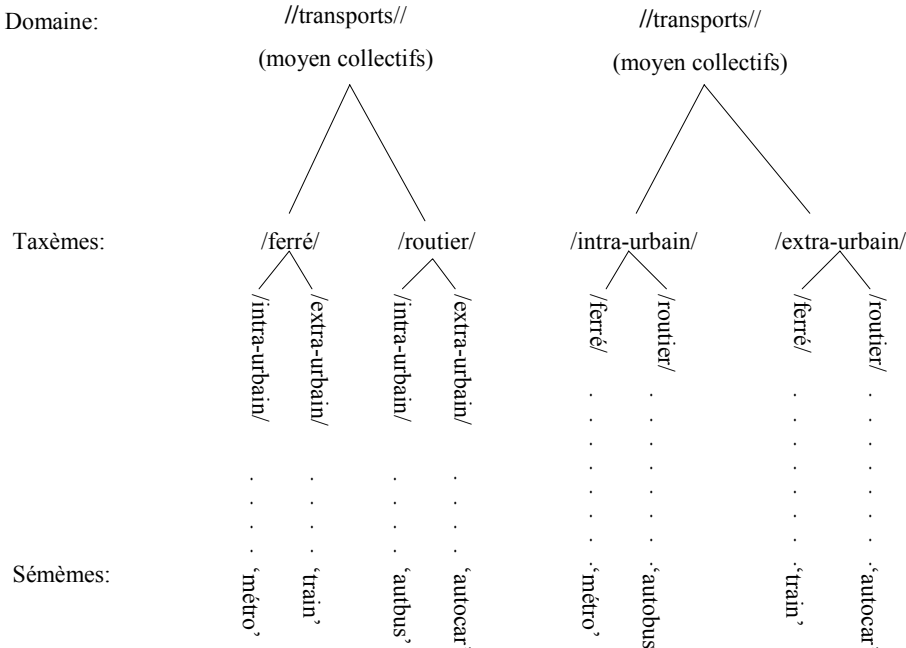 Domaine: //transports// //transports//
(moyen collectifs) (moyen collectifs)
Taxèmes: /ferré/ /routier/ /intra-urbain/ /extra-urbain/
/intra-urbain/ /extra-urbain/ /intra-urbain/ /extra-urbain/ /ferré/ /routier/ /ferré/ /routier/
Sémèmes: ‘métro’ ‘train’ ‘autbus’ ‘autocar’ ‘métro’ ‘autobus ‘train’ ‘autocar’